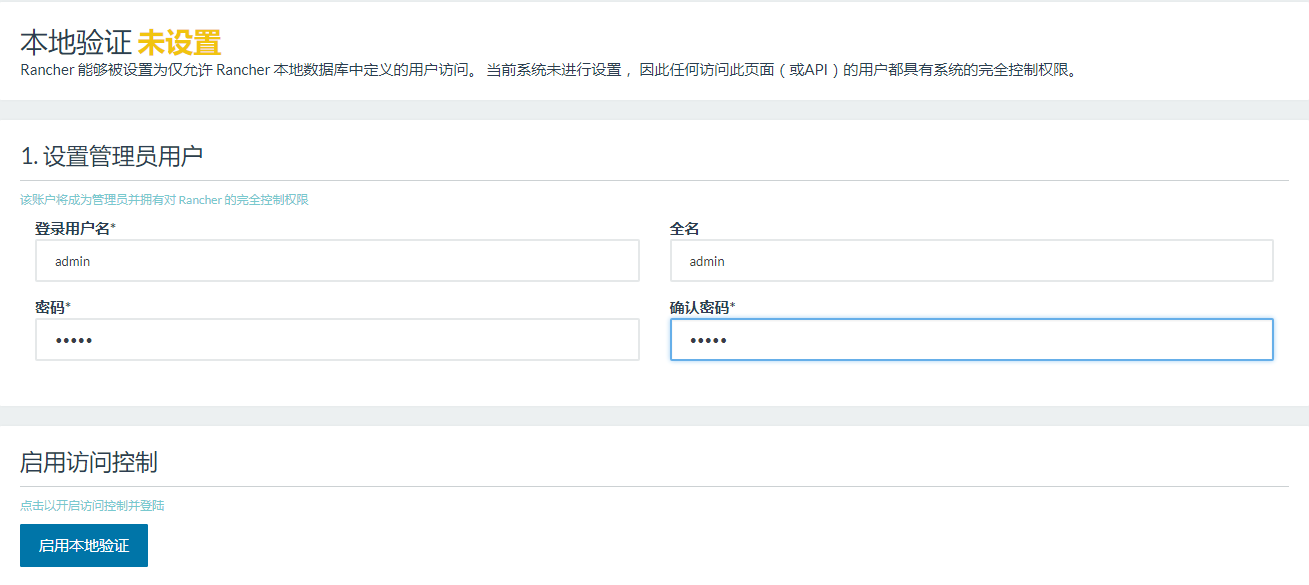 本地验证 未设置
Rancher 能够被设置为仅允许 Rancher 本地数据库中定义的用户访问。 当前系统未进行设置 ，因此任何访问此页面（或API）的用户都具有系统的完全控制权限。
1. 设置管理员用户
该账户将成为管理员并拥有对 Rancher 的完全控制权限
登录用户名* 全名
admin admin
密码* 确认密码*
••••• •••••
启用访问控制
点击以开启访问控制并登陆
启用本地验证